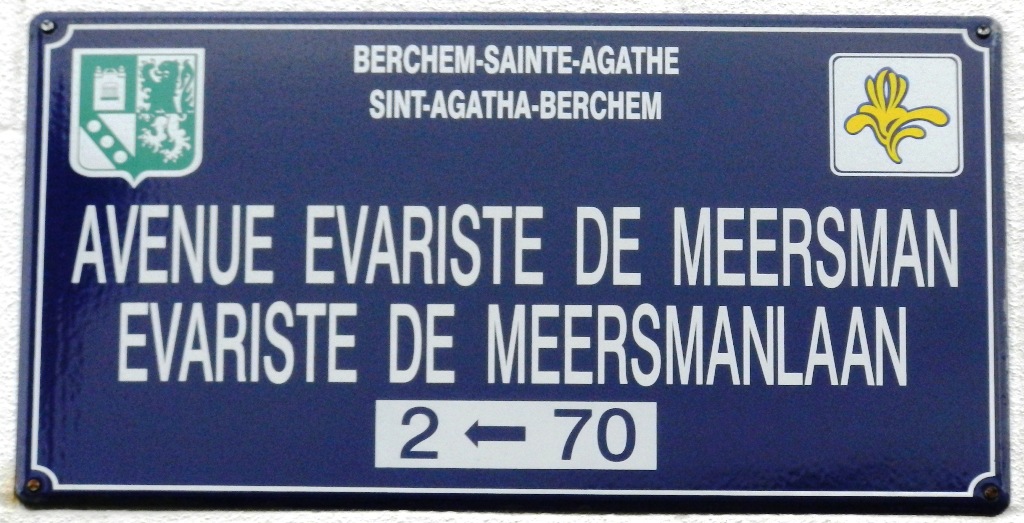 BERCHEM-SAINTE-AGATHE
SINT-AGATHA-BERCHEM
AVENUE EVARISTE DE MEERSMAN
EVARISTE DE MEERSMANLAAN
2 ← 70